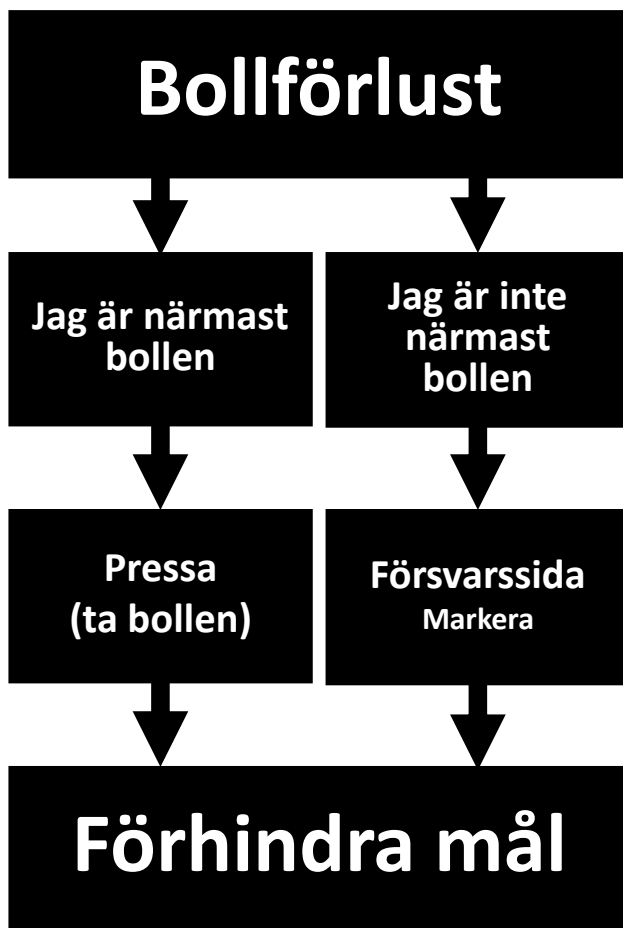 Bollförlust
Jag är närmast
bollen
Jag är inte
närmast
bollen
Pressa
(ta bollen)
Försvarssida
Markera
Förhindra mål